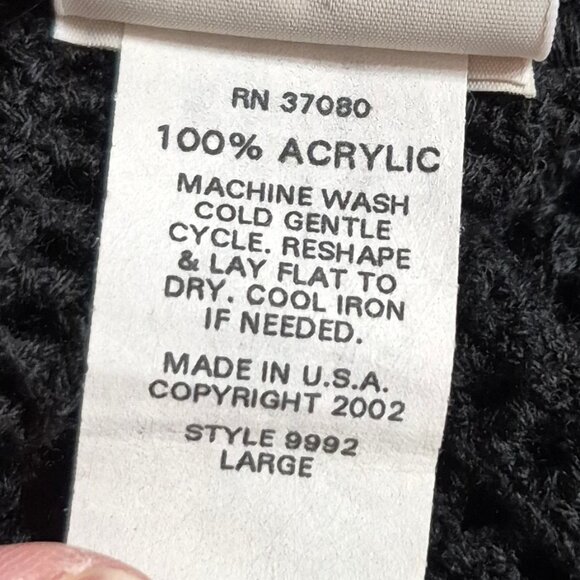 RN 37080
100% ACRYLIC
MACHINE WASH
COLD GENTLE
CYCLE. RESHAPE
& LAY FLAT TO
DRY. COOL IRON
IF NEEDED.
MADE IN U.S.A.
COPYRIGHT 2002
STYLE 9992
LARGE